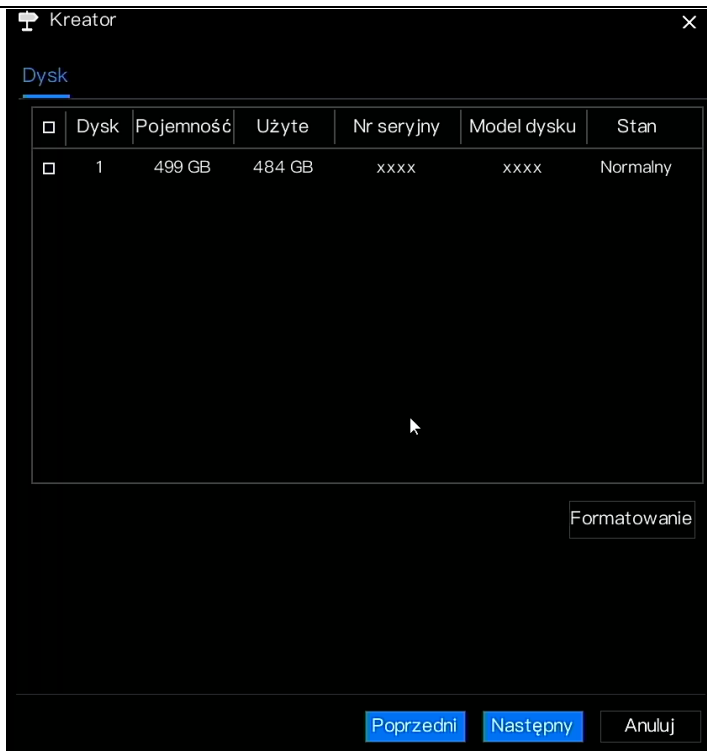 Kreator
Dysk
Dysk Pojemność Użyte Nr seryjny Model dysku Stan
1 499 GB 484 GB xxxx xxxx Normalny
Formatowanie
Poprzedni Następny Anuluj